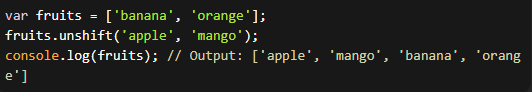 var fruits = ['banana', 'orange'];
fruits.unshift('apple', 'mango');
console.log(fruits); // Output: ['apple', 'mango', 'banana', 'orang
e']